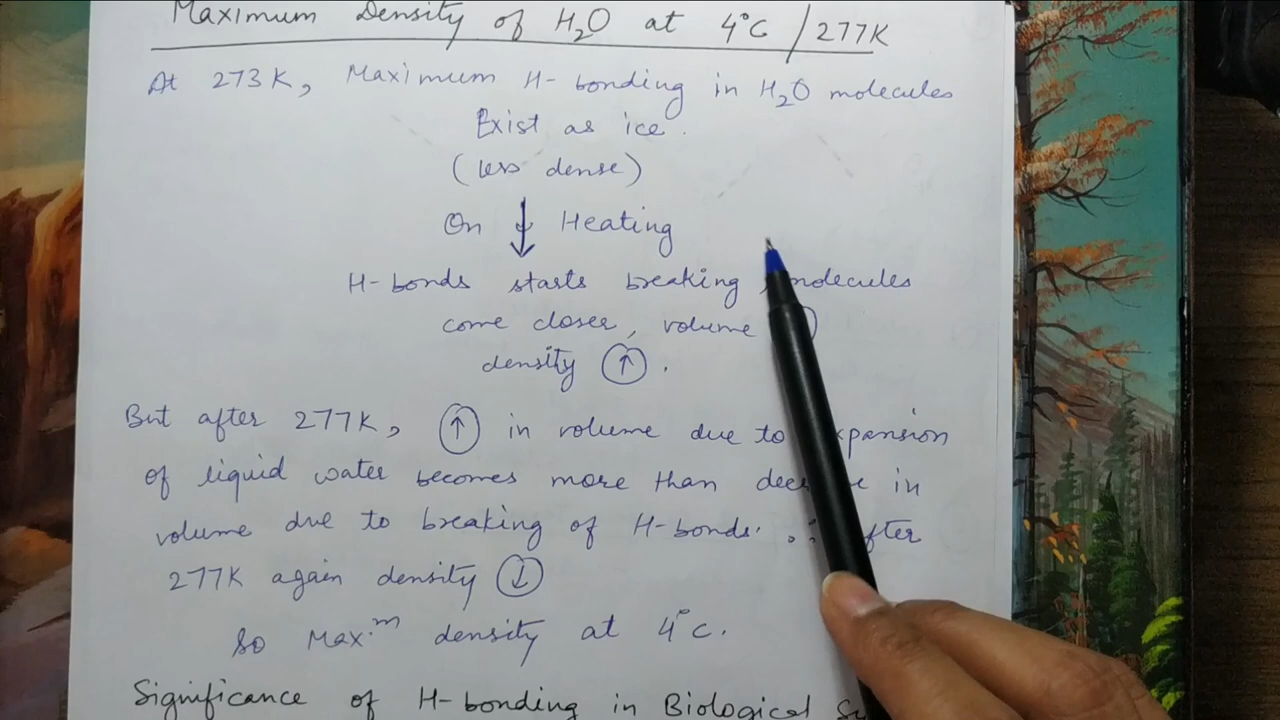 Maximum Density of H₂O at 4°C / 277K
At 273K, Maximum H-bonding in H₂O molecules
Exist as ice.
(less dense)
On ↓ Heating
H-bonds starts breaking molecules
come closer, volume
density ↑.
But after 277K, ↑ in volume due to
of liquid water becomes more than in
volume due to breaking of H-bonds. ∴ After
277K again density ↓
So Max.ᵐ density at 4°C.
Significance of H-bonding in Biological